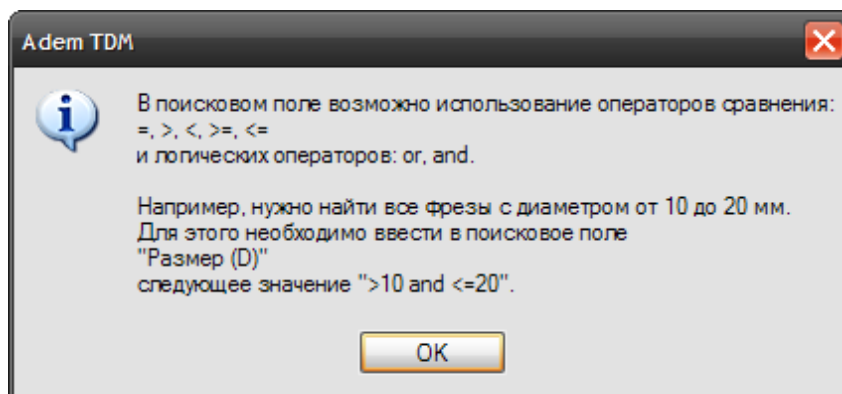 Adem TDM
В поисковом поле возможно использование операторов сравнения:
=, >, <, >=, <=
и логических операторов: or, and.
Например, нужно найти все фрезы с диаметром от 10 до 20 мм.
Для этого необходимо ввести в поисковое поле
"Размер (D)"
следующее значение ">10 and <=20".
OK